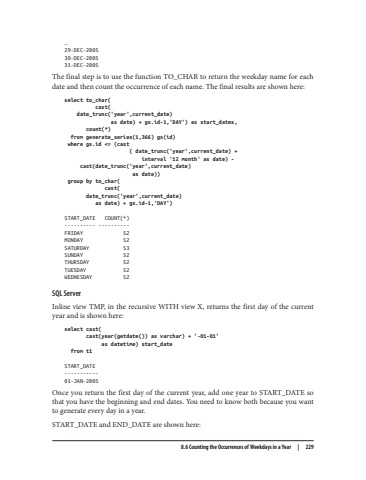 …
29-DEC-2005
30-DEC-2005
31-DEC-2005
The final step is to use the function TO_CHAR to return the weekday name for each
date and then count the occurrence of each name. The final results are shown here:
select to_char(
cast(
date_trunc('year',current_date)
as date) + gs.id-1,'DAY') as start_dates,
count(*)
from generate_series(1,366) gs(id)
where gs.id <= (cast
( date_trunc('year',current_date) +
interval '12 month' as date) -
cast(date_trunc('year',current_date)
as date))
group by to_char(
cast(
date_trunc('year',current_date)
as date) + gs.id-1,'DAY')
START_DATE COUNT(*)
---------- ----------
FRIDAY 52
MONDAY 52
SATURDAY 53
SUNDAY 52
THURSDAY 52
TUESDAY 52
WEDNESDAY 52
SQL Server
Inline view TMP, in the recursive WITH view X, returns the first day of the current
year and is shown here:
select cast(
cast(year(getdate()) as varchar) + '-01-01'
as datetime) start_date
from t1
START_DATE
-----------
01-JAN-2005
Once you return the first day of the current year, add one year to START_DATE so
that you have the beginning and end dates. You need to know both because you want
to generate every day in a year.
START_DATE and END_DATE are shown here:
8.6 Counting the Occurrences of Weekdays in a Year | 229